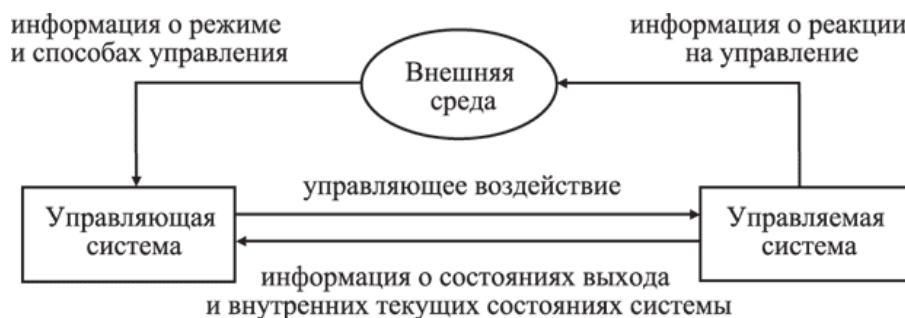 информация о режиме
и способах управления
информация о реакции
на управление
Внешняя
среда
управляющее воздействие
Управляющая
система
Управляемая
система
информация о состояниях выхода
и внутренних текущих состояниях системы